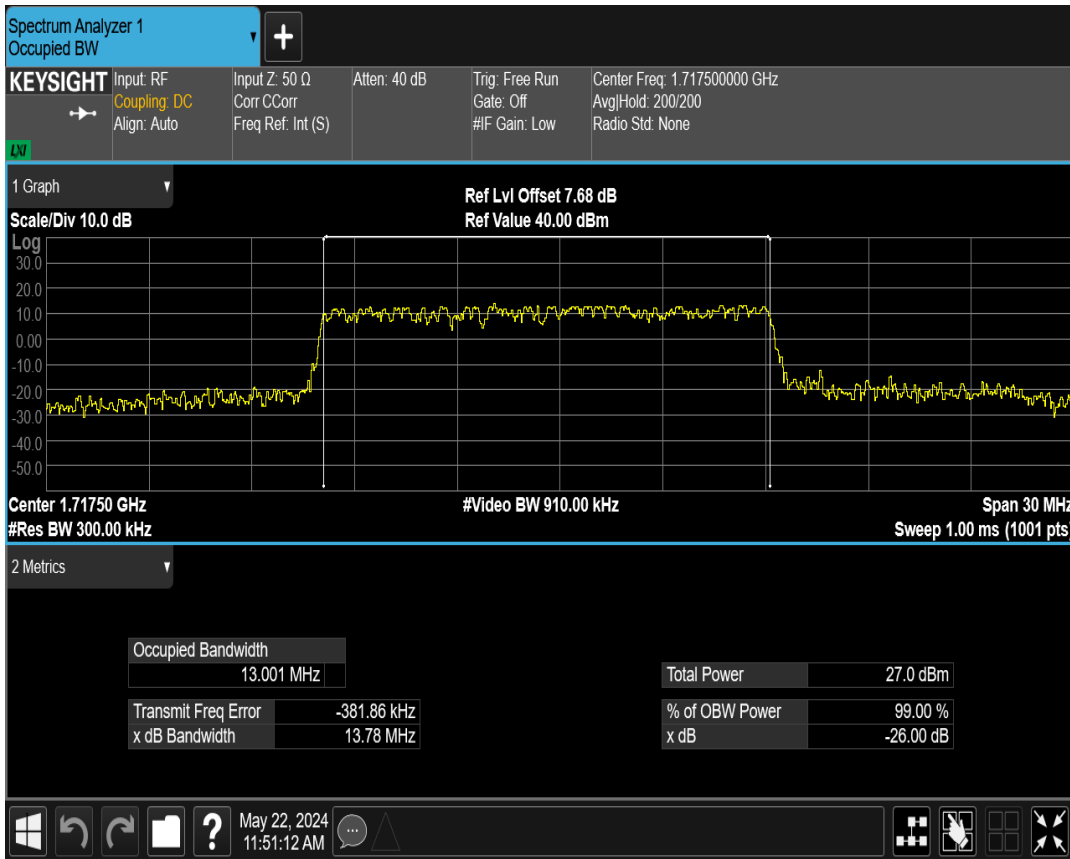 Spectrum Analyzer 1
Occupied BW
KEYSIGHT
LXI
Input: RF
Coupling: DC
Align: Auto
Input Z: 50 Ω
Corr CCorr
Freq Ref: Int (S)
Atten: 40 dB
Trig: Free Run
Gate: Off
#IF Gain: Low
Center Freq: 1.717500000 GHz
Avg|Hold: 200/200
Radio Std: None
1 Graph
Scale/Div 10.0 dB
Ref Lvl Offset 7.68 dB
Ref Value 40.00 dBm
Log
30.0
20.0
10.0
0.00
-10.0
-20.0
-30.0
-40.0
-50.0
Center 1.71750 GHz
#Video BW 910.00 kHz
Span 30 MHz
#Res BW 300.00 kHz
Sweep 1.00 ms (1001 pts)
2 Metrics
Occupied Bandwidth
13.001 MHz
Total Power 27.0 dBm
Transmit Freq Error -381.86 kHz
% of OBW Power 99.00 %
x dB Bandwidth 13.78 MHz
x dB -26.00 dB
May 22, 2024
11:51:12 AM